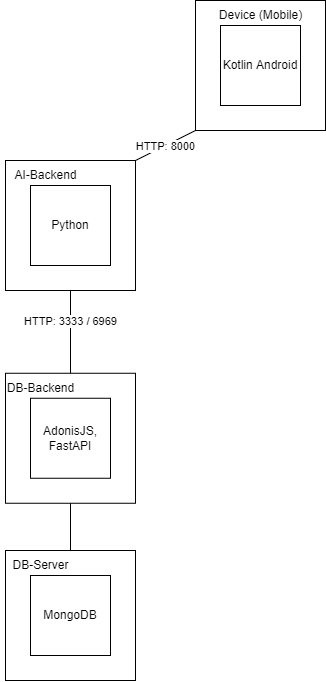 Device (Mobile)
Kotlin Android
HTTP: 8000
AI-Backend
Python
HTTP: 3333 / 6969
DB-Backend
AdonisJS,
FastAPI
DB-Server
MongoDB